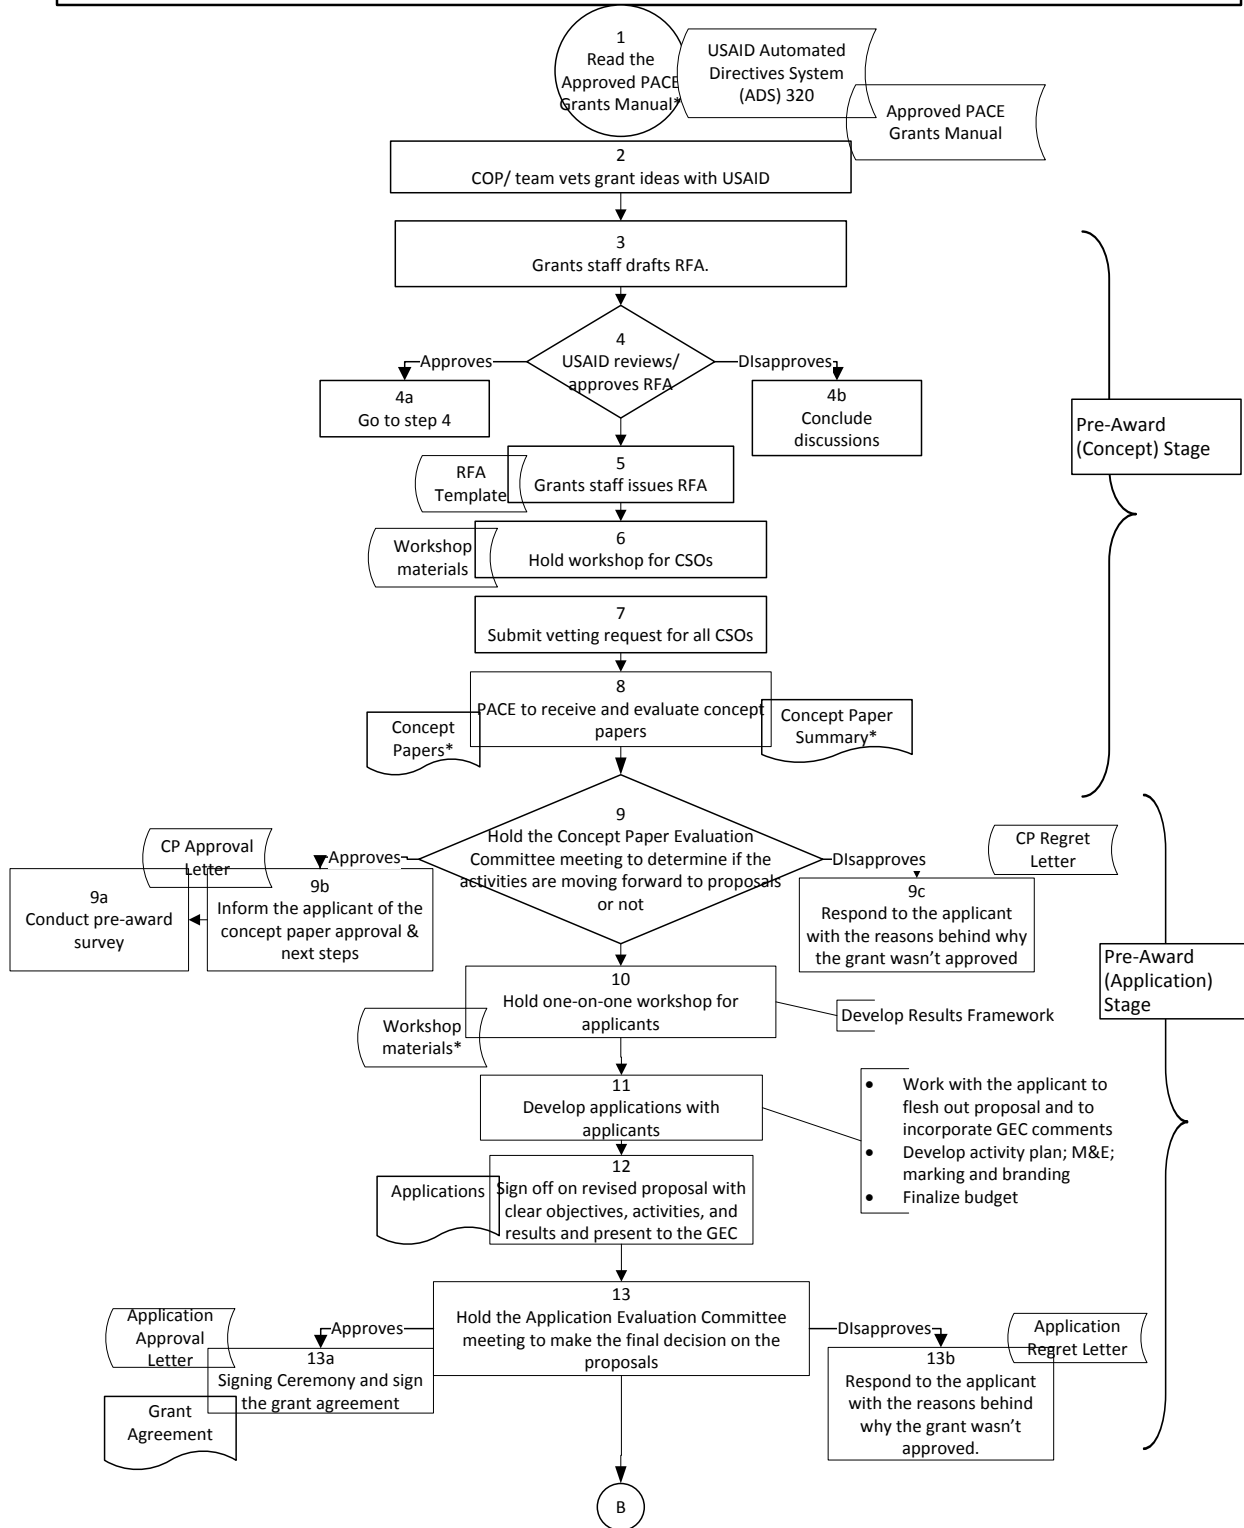 1
Read the
Approved PACE
Grants Manual*
USAID Automated
Directives System
(ADS) 320
Approved PACE
Grants Manual
2
COP/ team vets grant ideas with USAID
3
Grants staff drafts RFA.
4
USAID reviews/
approves RFA
Approves
DIsapproves
4a
Go to step 4
4b
Conclude
discussions
Pre-Award
(Concept) Stage
5
Grants staff issues RFA
RFA
Template
6
Hold workshop for CSOs
Workshop
materials
7
Submit vetting request for all CSOs
8
PACE to receive and evaluate concept
papers
Concept
Papers*
Concept Paper
Summary*
9
Hold the Concept Paper Evaluation
Committee meeting to determine if the
activities are moving forward to proposals
or not
CP Approval
Letter
Approves
DIsapproves
CP Regret
Letter
9a
Conduct pre-award
survey
9b
Inform the applicant of the
concept paper approval &
next steps
9c
Respond to the applicant
with the reasons behind why
the grant wasn't approved
Pre-Award
(Application)
Stage
10
Hold one-on-one workshop for
applicants
Develop Results Framework
Workshop
materials*
11
Develop applications with
applicants
• Work with the applicant to
flesh out proposal and to
incorporate GEC comments
• Develop activity plan; M&E;
marking and branding
• Finalize budget
12
Sign off on revised proposal with
clear objectives, activities, and
results and present to the GEC
Applications
13
Hold the Application Evaluation Committee
meeting to make the final decision on the
proposals
Application
Approval
Letter
Approves
DIsapproves
Application
Regret Letter
13a
Signing Ceremony and sign
the grant agreement
Grant
Agreement
13b
Respond to the applicant
with the reasons behind
why the grant wasn't
approved.
B